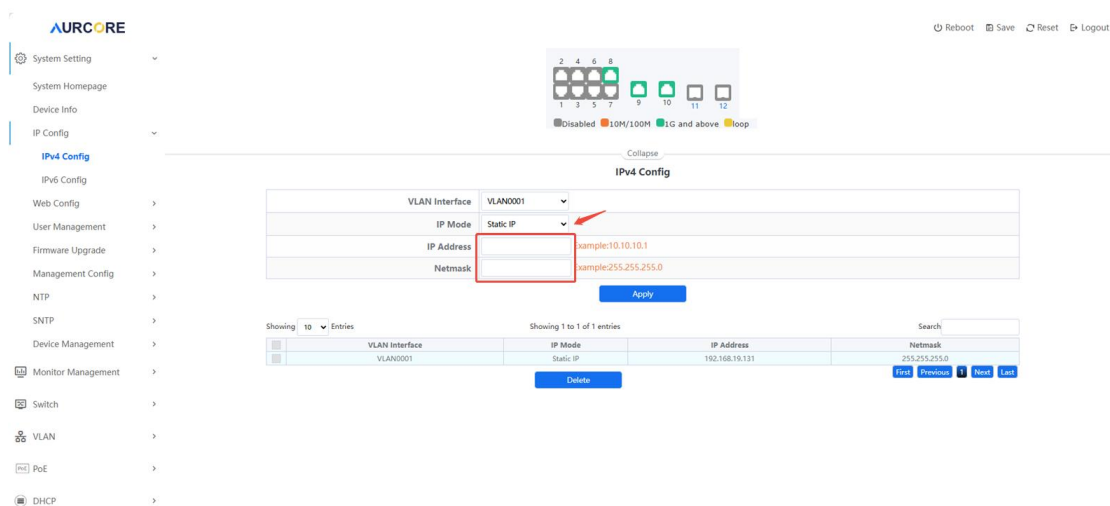 AURCORE
Reboot Save Reset Logout
System Setting
System Homepage
Device Info
IP Config
IPv4 Config
IPv6 Config
Web Config
User Management
Firmware Upgrade
Management Config
NTP
SNTP
Device Management
Monitor Management
Switch
VLAN
PoE
PoE
DHCP
2 4 6 8
1 3 5 7 9 10 11 12
Disabled 10M/100M 1G and above loop
Collapse
IPv4 Config
VLAN Interface VLAN0001
IP Mode Static IP
IP Address Example:10.10.10.1
Netmask Example:255.255.255.0
Apply
Showing 10 Entries Showing 1 to 1 of 1 entries Search
VLAN Interface IP Mode IP Address Netmask
VLAN0001 Static IP 192.168.19.131 255.255.255.0
First Previous 1 Next Last
Delete